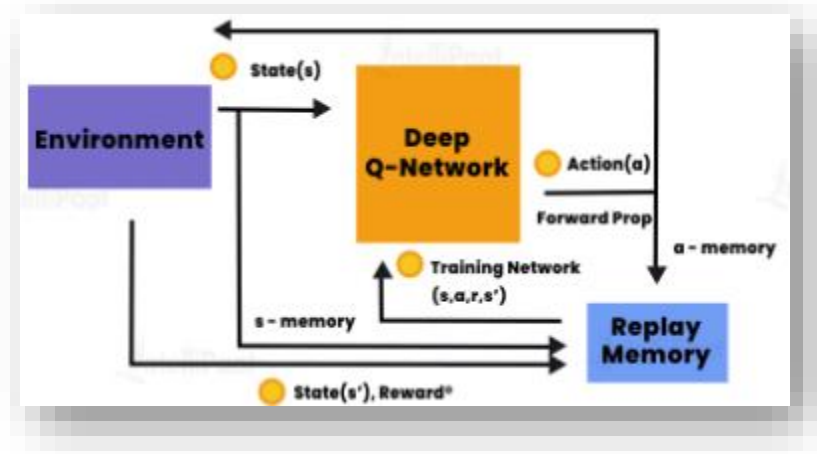 State(s)
Environment
Deep
Q-Network
Action(a)
Forward Prop
a - memory
Training Network
(s,a,r,s')
s - memory
Replay
Memory
State(s'), Reward®